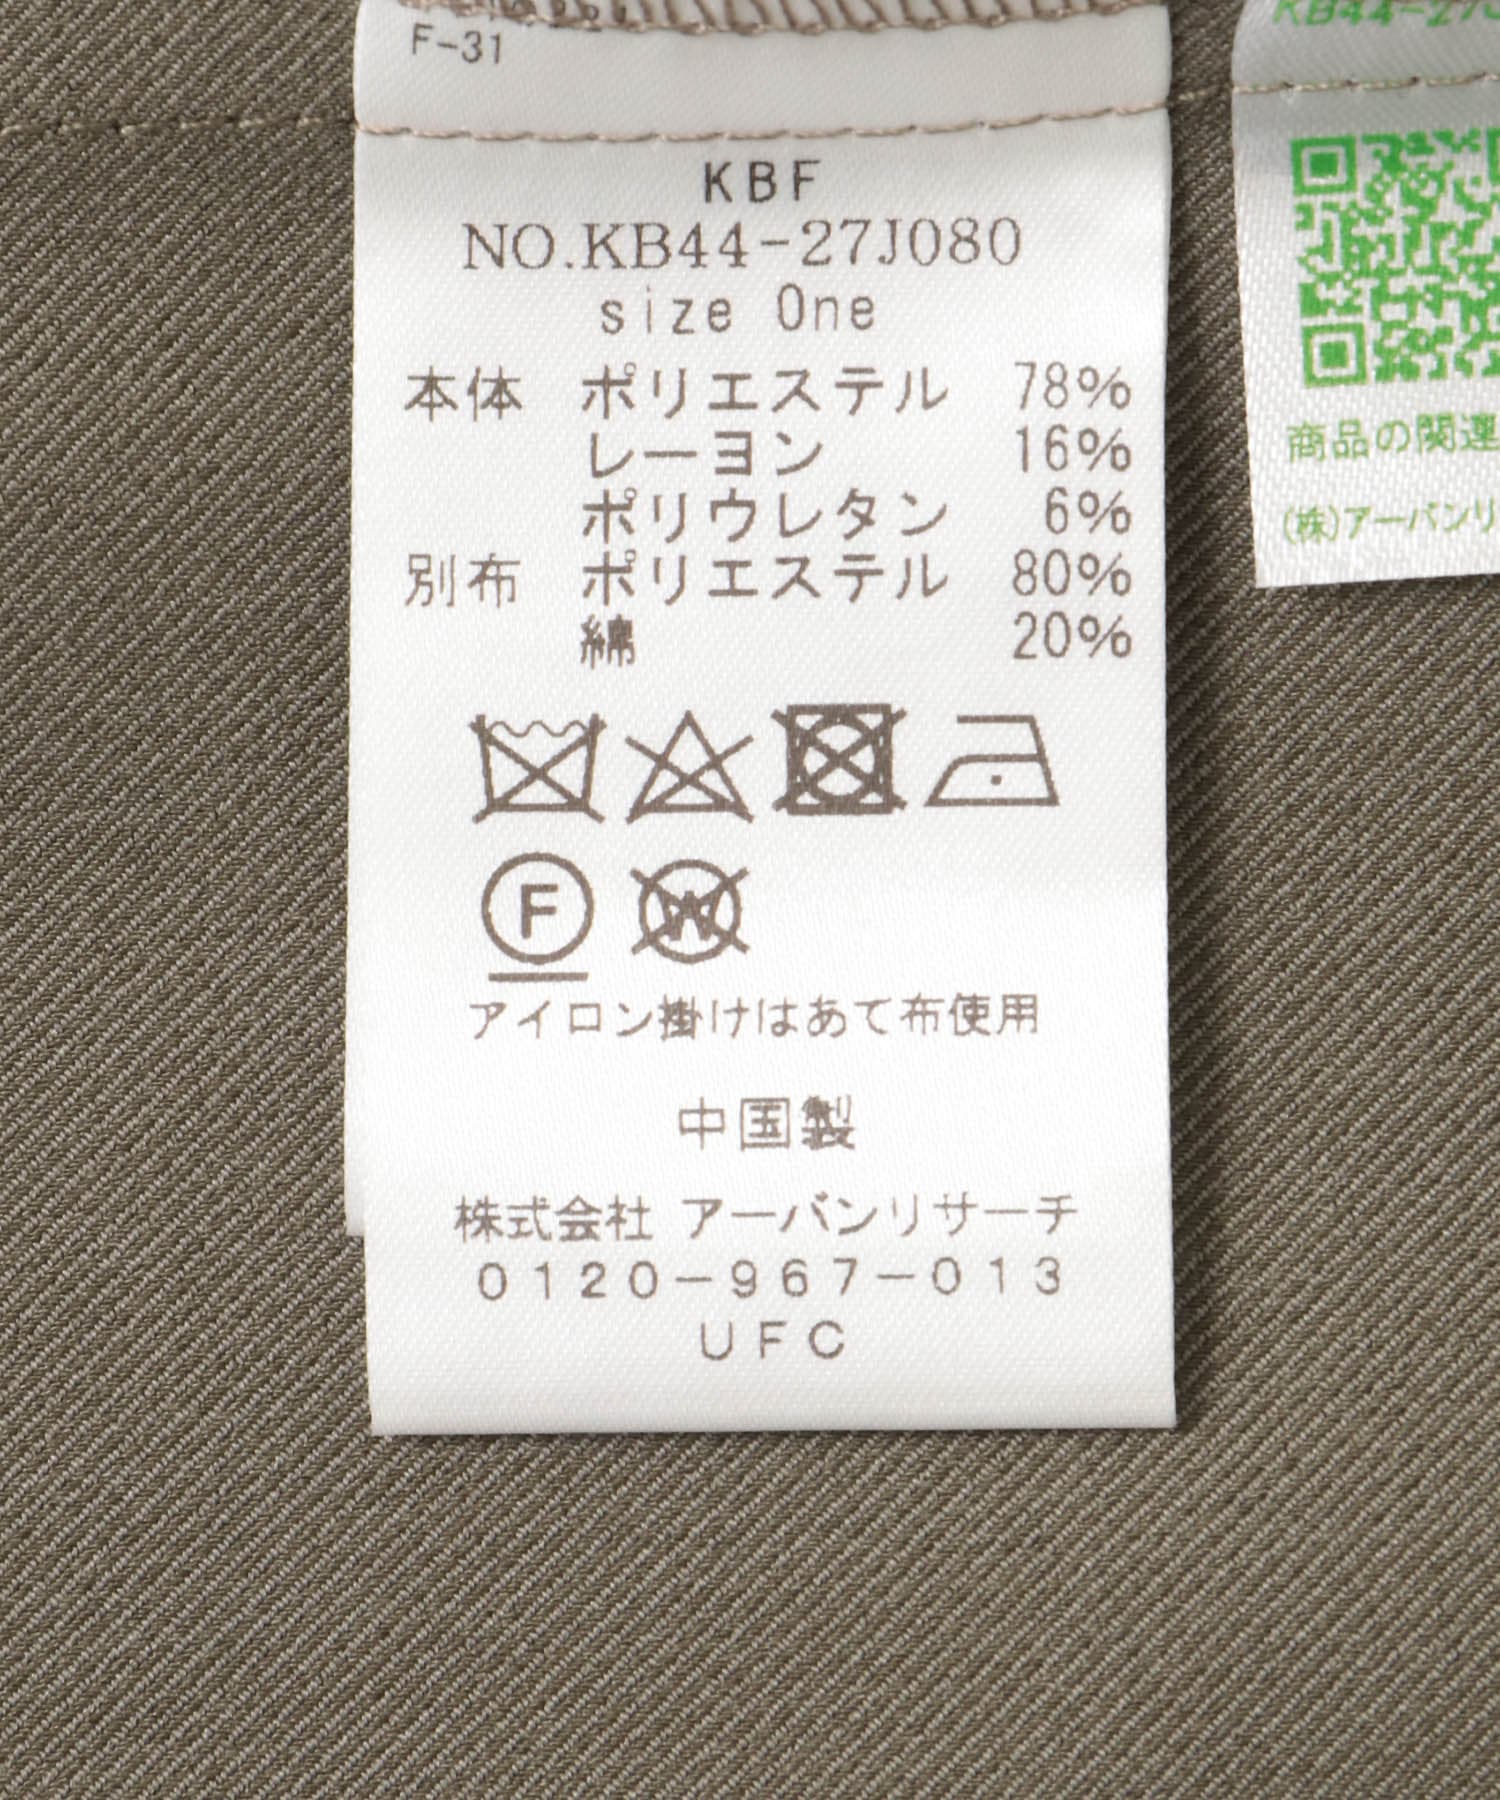 F-31
KBF
NO.KB44-27J080
size One
本体 ポリエステル 78%
レーヨン 16%
ポリウレタン 6%
別布 ポリエステル 80%
綿 20%
F
W
アイロン掛けはあて布使用
中国製
株式会社 アーバンリサーチ
0120-967-013
UFC
KB44-27J
商品の関連
(株)アーバンリ